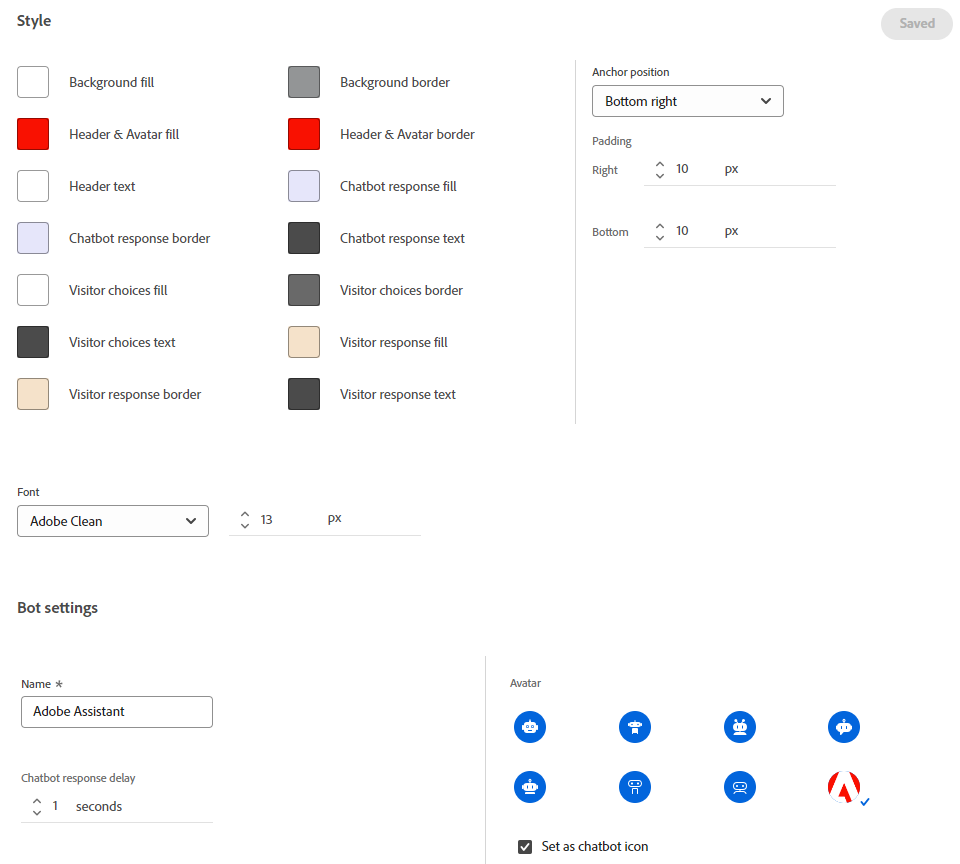 Style
Saved
Background fill
Background border
Header & Avatar fill
Header & Avatar border
Header text
Chatbot response fill
Chatbot response border
Chatbot response text
Visitor choices fill
Visitor choices border
Visitor choices text
Visitor response fill
Visitor response border
Visitor response text
Anchor position
Bottom right
Padding
Right 10 px
Bottom 10 px
Font
Adobe Clean 13 px
Bot settings
Name *
Adobe Assistant
Chatbot response delay
1 seconds
Avatar
Set as chatbot icon